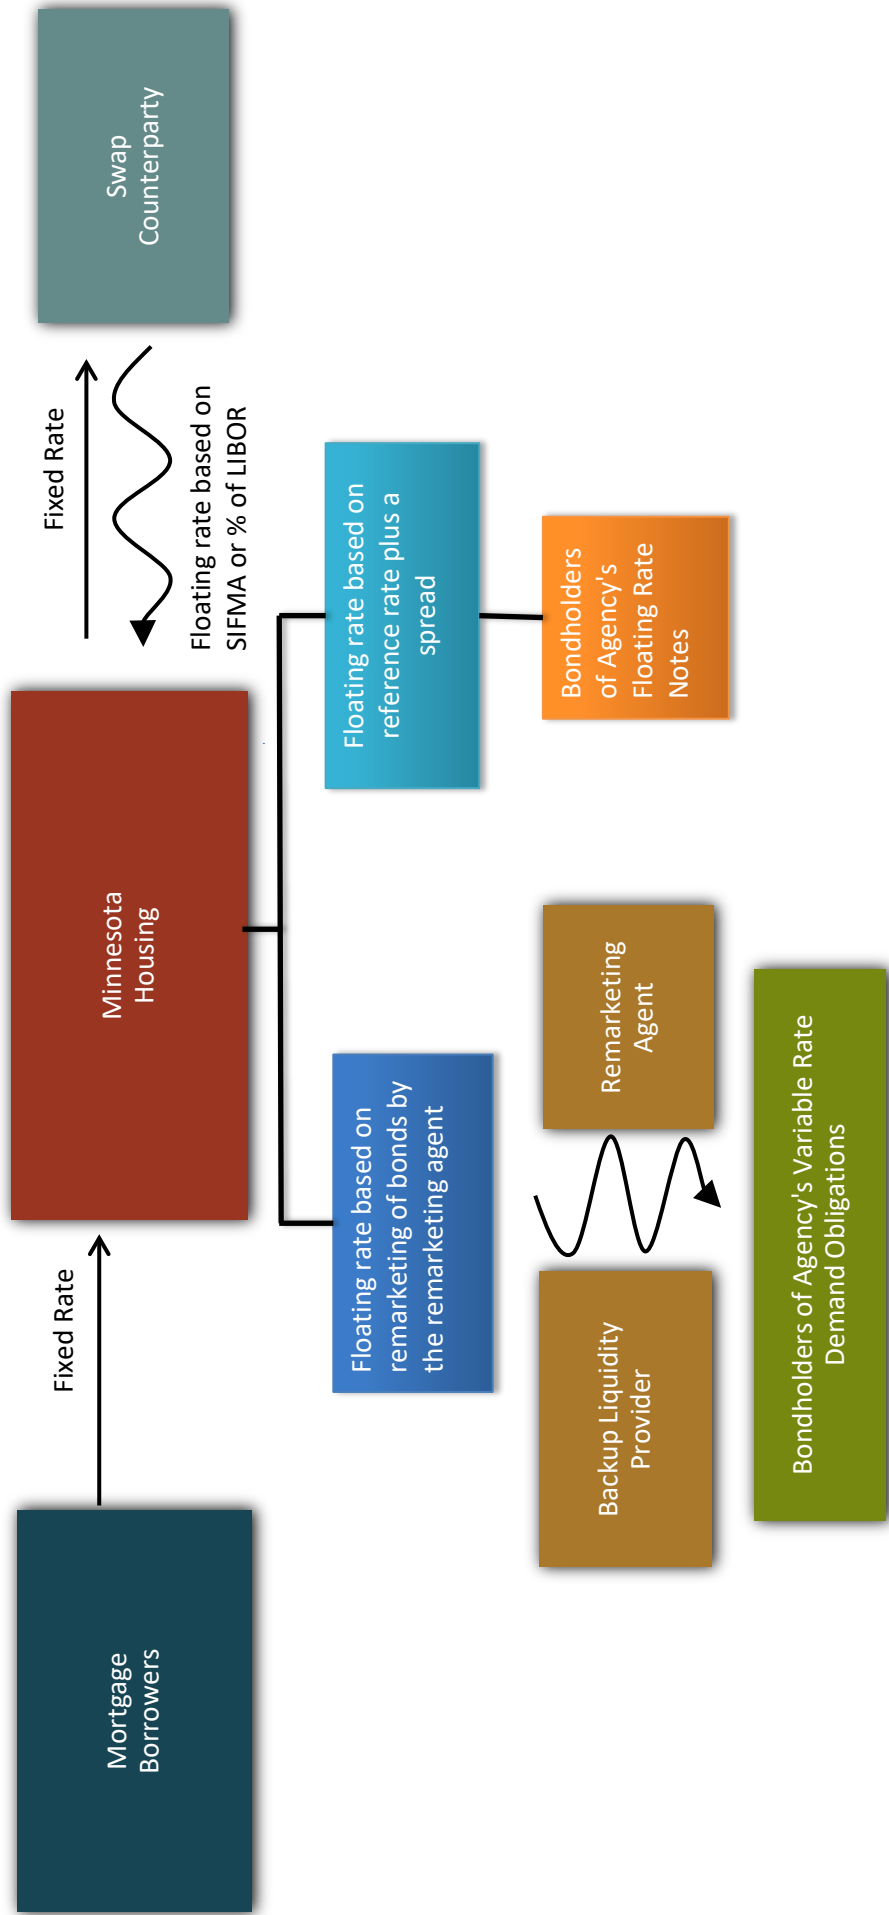 Mortgage
Borrowers
Fixed Rate
Minnesota
Housing
Fixed Rate
Floating rate based on
SIFMA or % of LIBOR
Swap
Counterparty
Floating rate based on
remarketing of bonds by
the remarketing agent
Floating rate based on
reference rate plus a
spread
Backup Liquidity
Provider
Remarketing
Agent
Bondholders
of Agency's
Floating Rate
Notes
Bondholders of Agency's Variable Rate
Demand Obligations